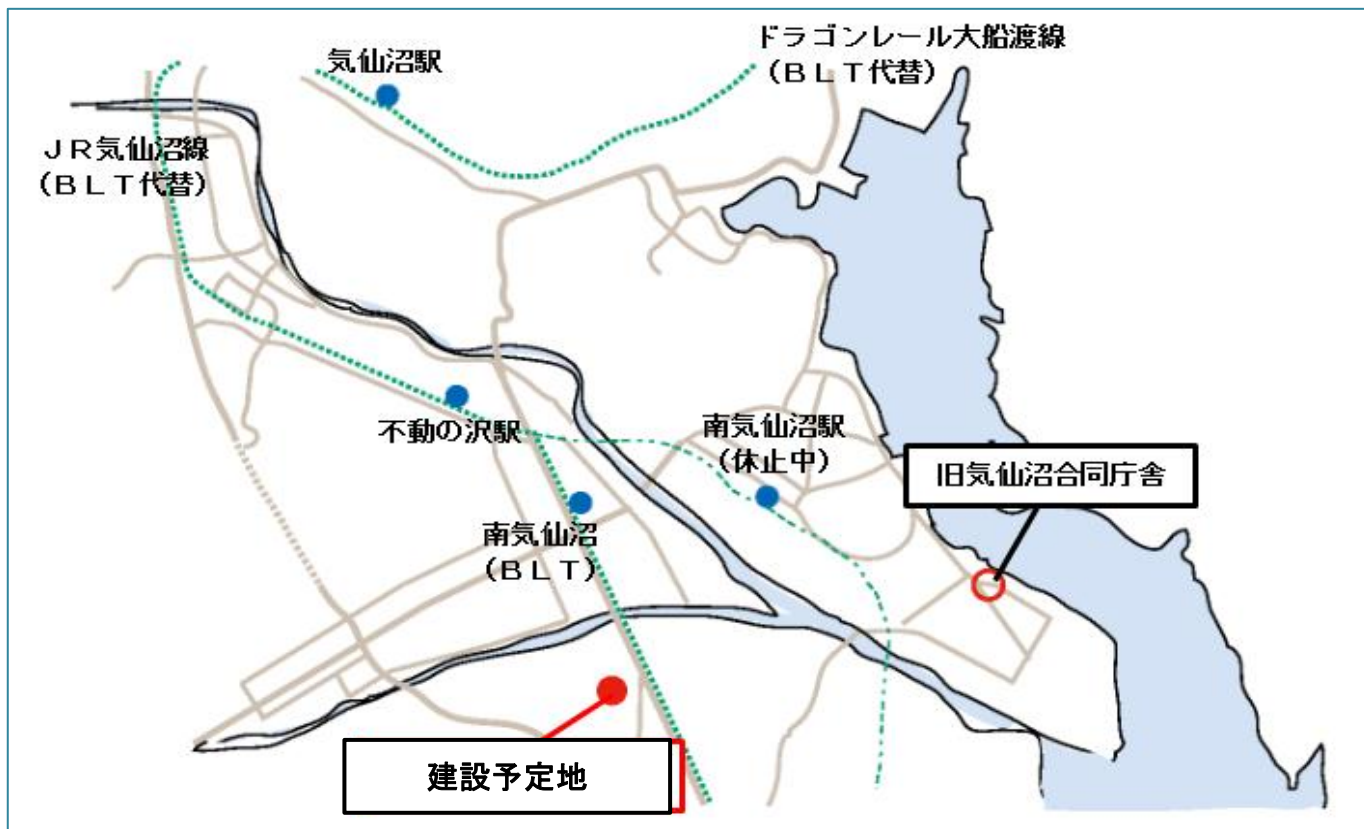 ドラゴンレール大船渡線
(BLT代替)
気仙沼駅
JR気仙沼線
(BLT代替)
不動の沢駅
南気仙沼駅
(休止中)
旧気仙沼合同庁舎
南気仙沼
(BLT)
建設予定地